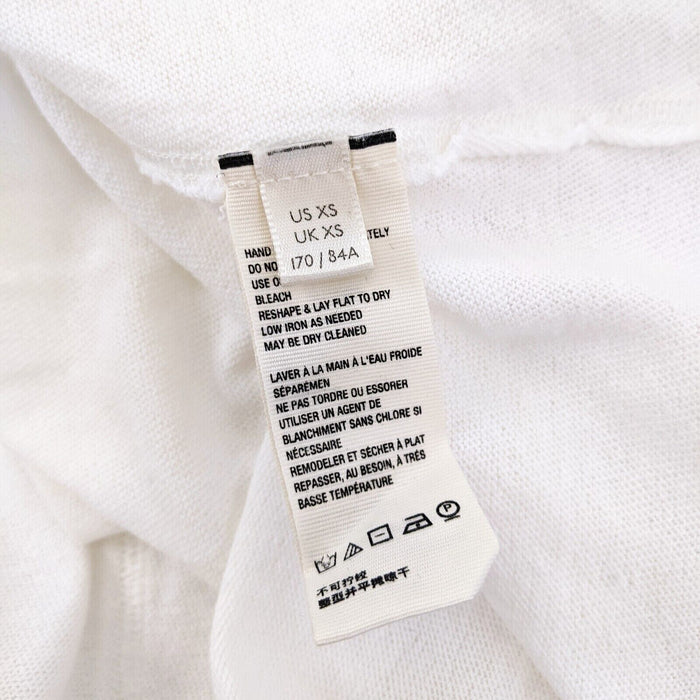 US XS
UK XS
170 / 84A
HAND
DO NO
USE O
BLEACH
RESHAPE & LAY FLAT TO DRY
LOW IRON AS NEEDED
MAY BE DRY CLEANED
LAVER À LA MAIN À L'EAU FROIDE
SÉPARÉMEN
NE PAS TORDRE OU ESSORER
UTILISER UN AGENT DE
BLANCHIMENT SANS CHLORE SI
NÉCESSAIRE
REMODELER ET SÉCHER À PLAT
REPASSER, AU BESOIN, À TRÉS
BASSE TEMPÉRATURE
P
不可拧绞
整型并平摊晾干